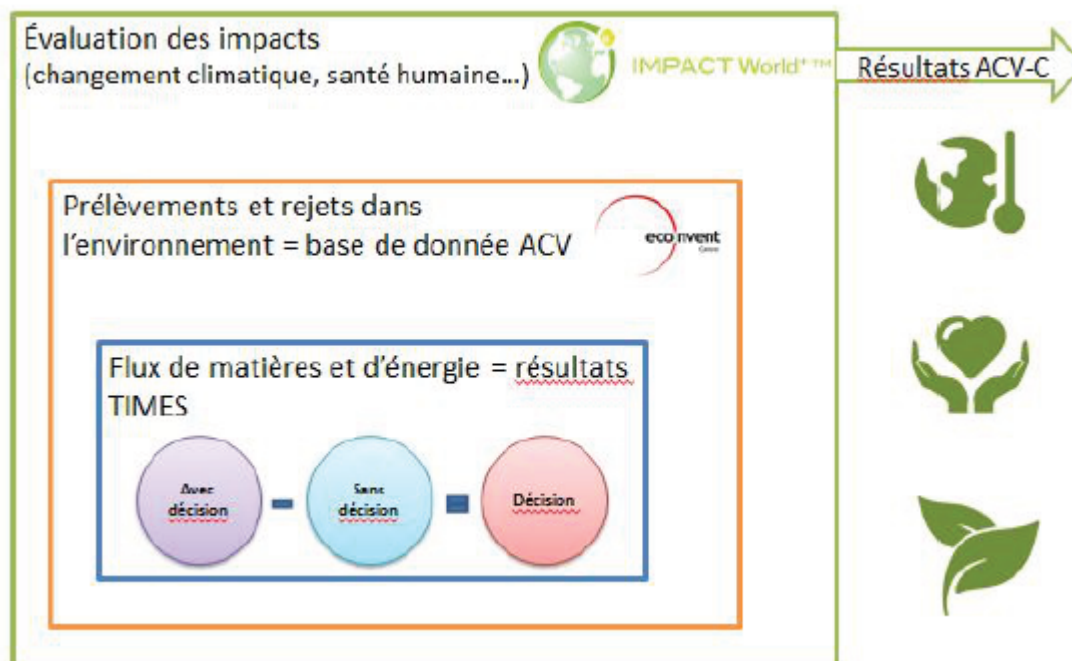 Évaluation des impacts
(changement climatique, santé humaine...)
IMPACT World+ ™
Résultats ACV-C
Prélèvements et rejets dans
l'environnement = base de donnée ACV
ecoinvent
Flux de matières et d'énergie = résultats
TIMES
Avec
décision
Sans
décision
Décision